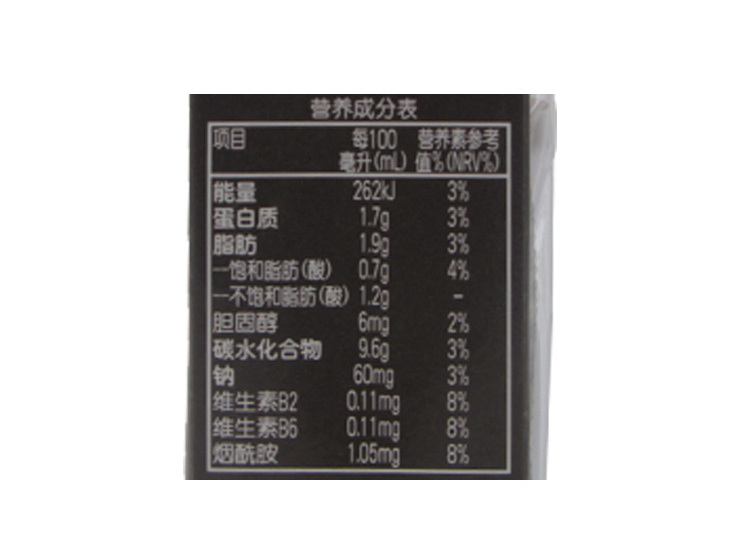 营养成分表
项目 每100 营养素参考
毫升(mL) 值%(NRV%)
能量 262kJ 3%
蛋白质 1.7g 3%
脂肪 1.9g 3%
—饱和脂肪(酸) 0.7g 4%
—不饱和脂肪(酸) 1.2g –
胆固醇 6mg 2%
碳水化合物 9.6g 3%
钠 60mg 3%
维生素B2 0.11mg 8%
维生素B6 0.11mg 8%
烟酰胺 1.05mg 8%